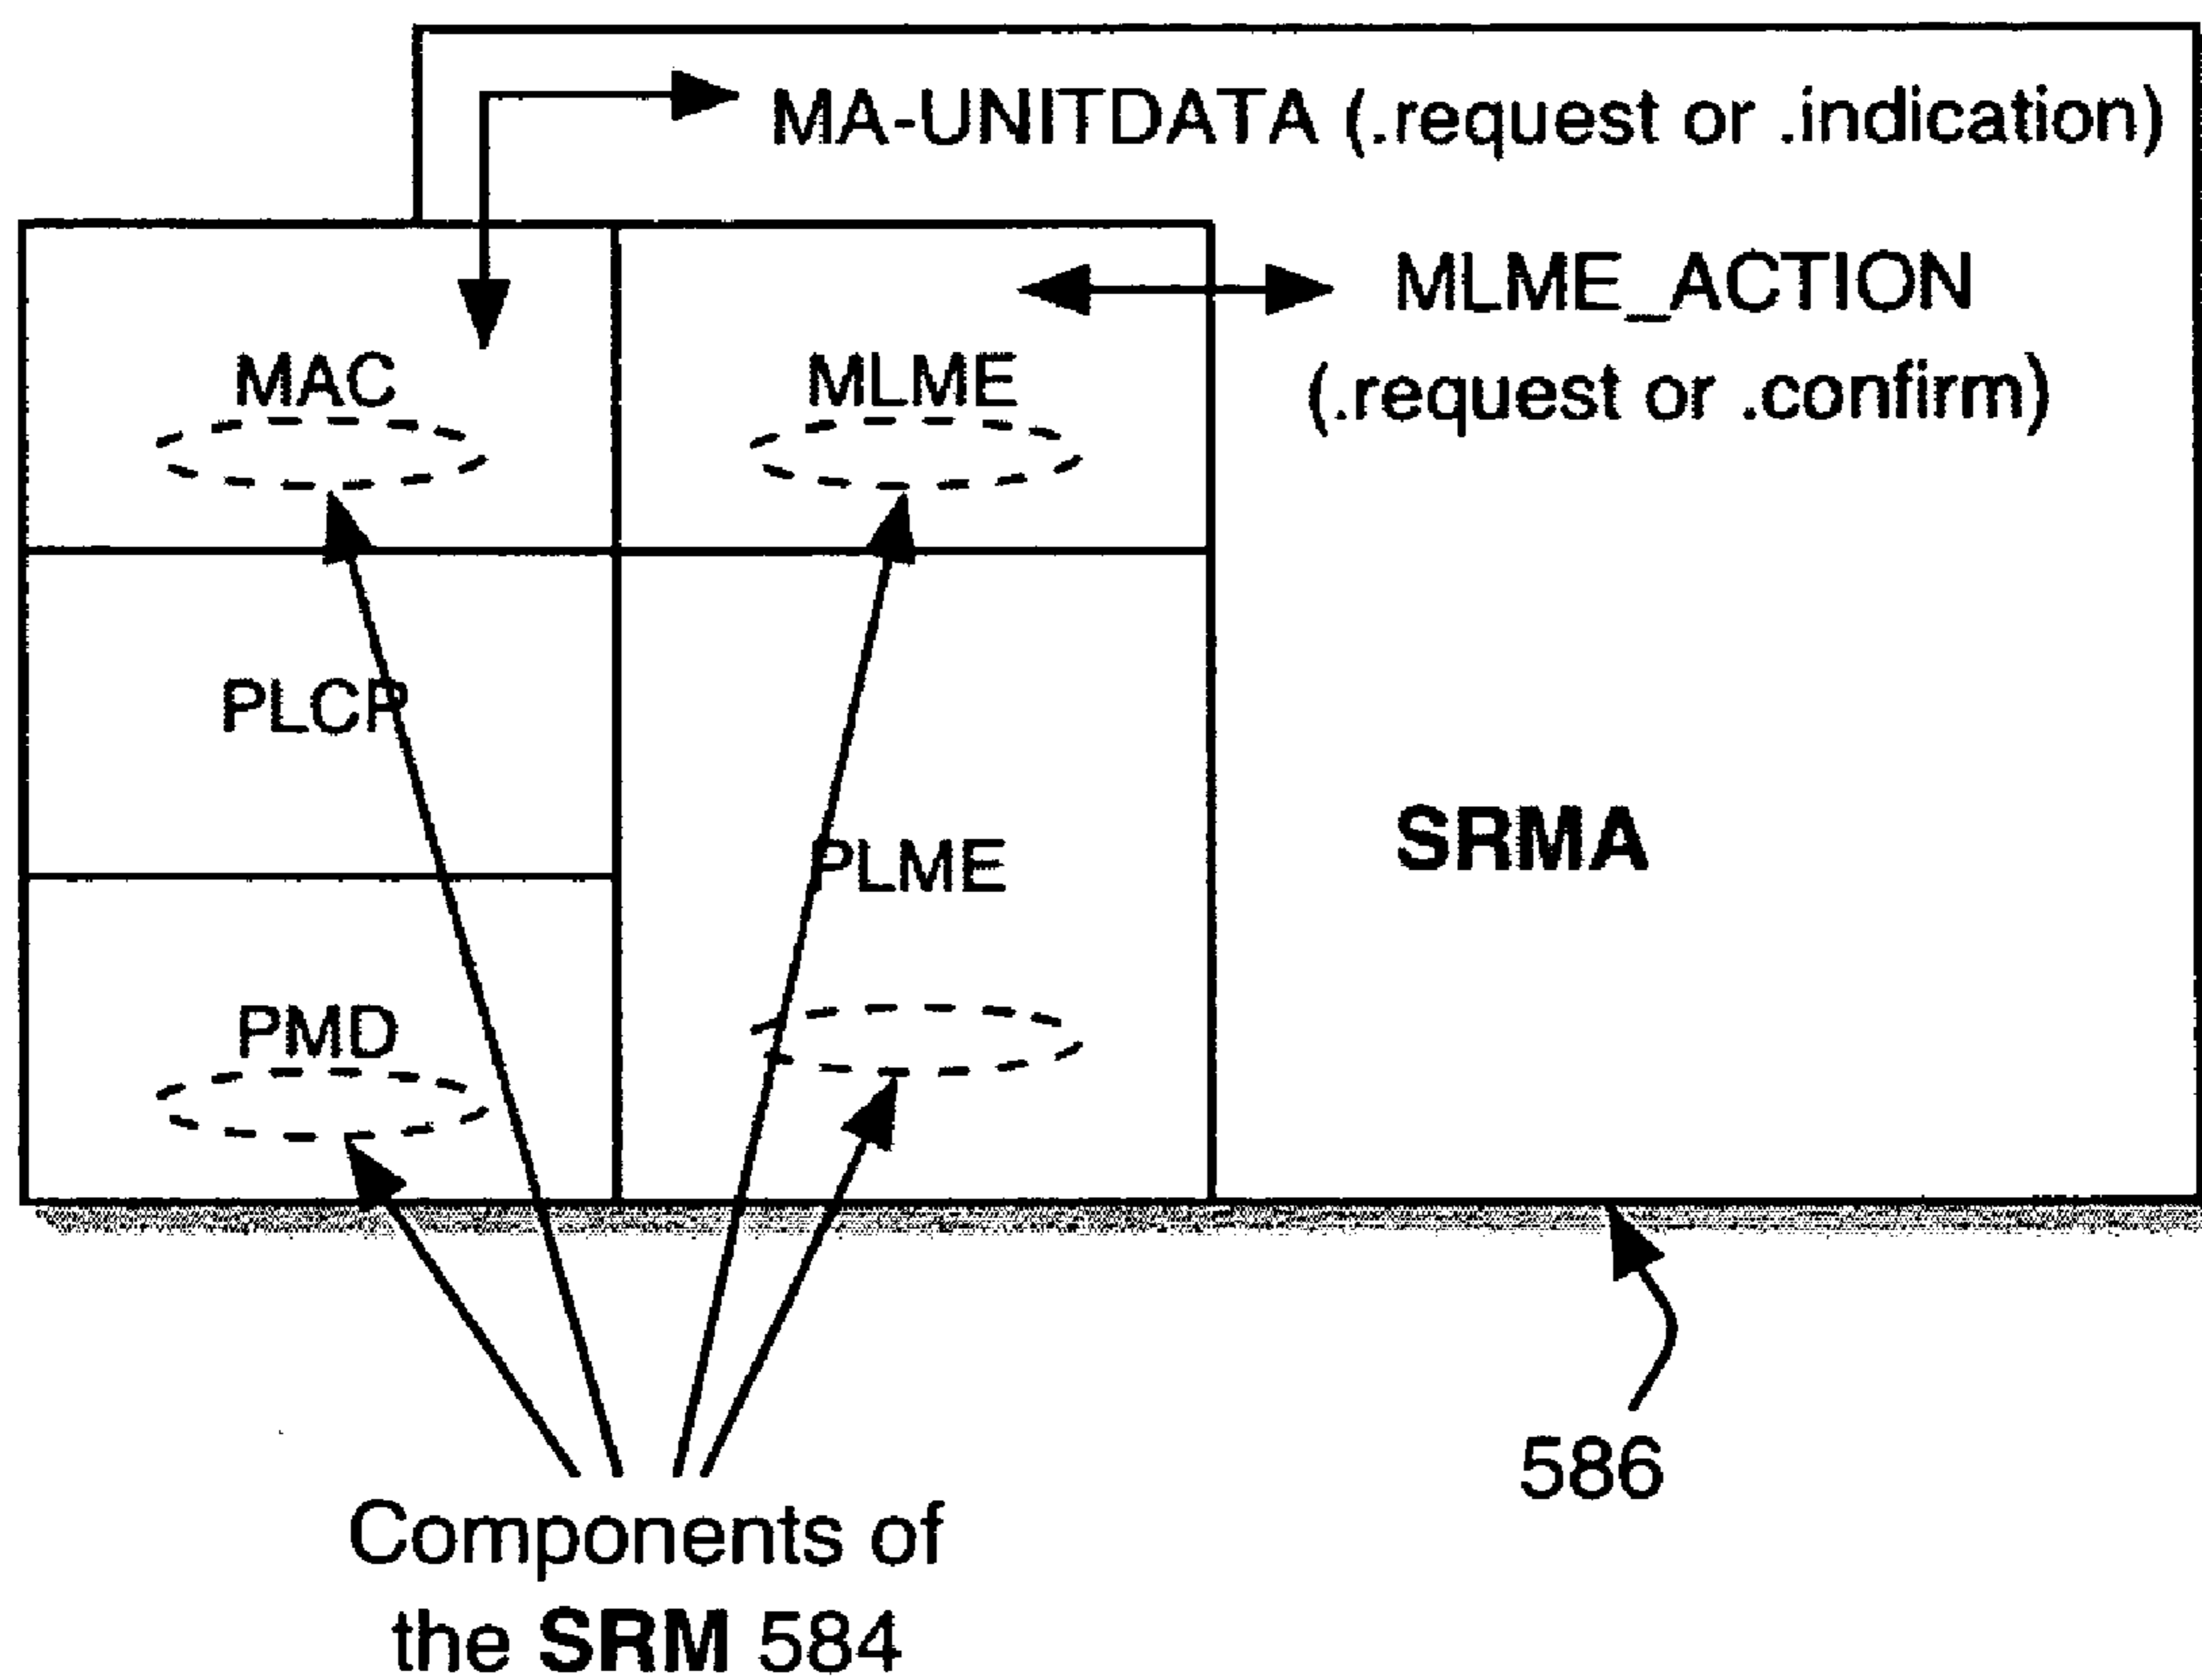 MA-UNITDATA (.request or .indication)
MLME_ACTION
(.request or .confirm)
MAC
MLME
PLCP
PLME
SRMA
PMD
586
Components of
the SRM 584